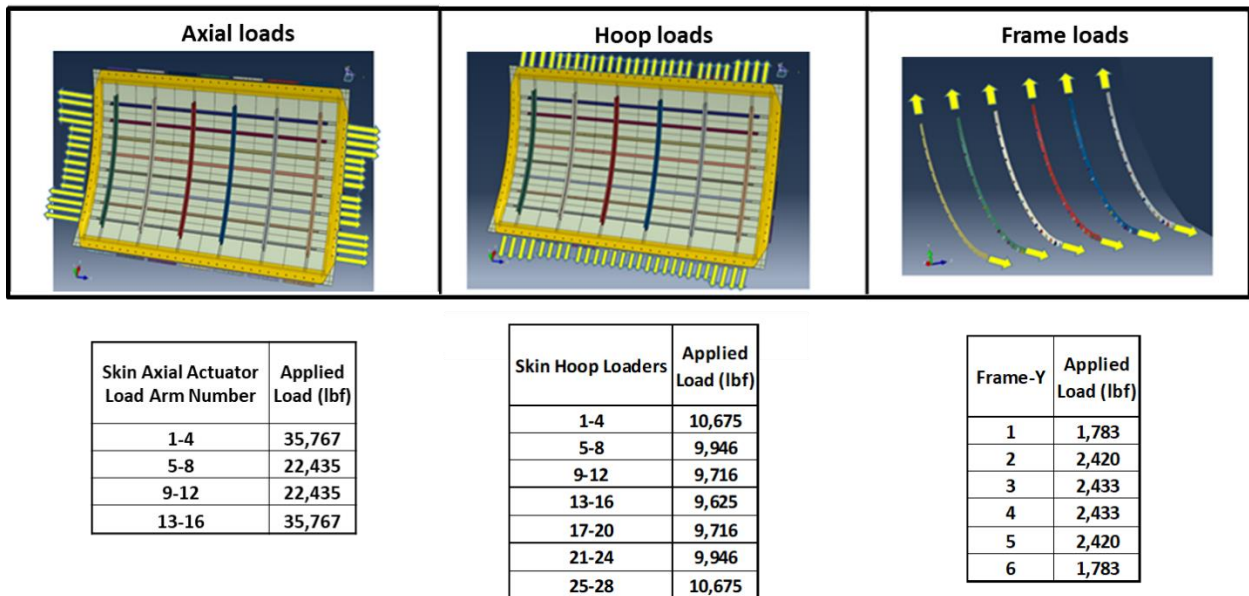 Axial loads
Hoop loads
Frame loads
Skin Axial Actuator Applied
Load Arm Number Load (lbf)
1-4 35,767
5-8 22,435
9-12 22,435
13-16 35,767
Skin Hoop Loaders Applied
Load (lbf)
1-4 10,675
5-8 9,946
9-12 9,716
13-16 9,625
17-20 9,716
21-24 9,946
25-28 10,675
Frame-Y Applied
Load (lbf)
1 1,783
2 2,420
3 2,433
4 2,433
5 2,420
6 1,783